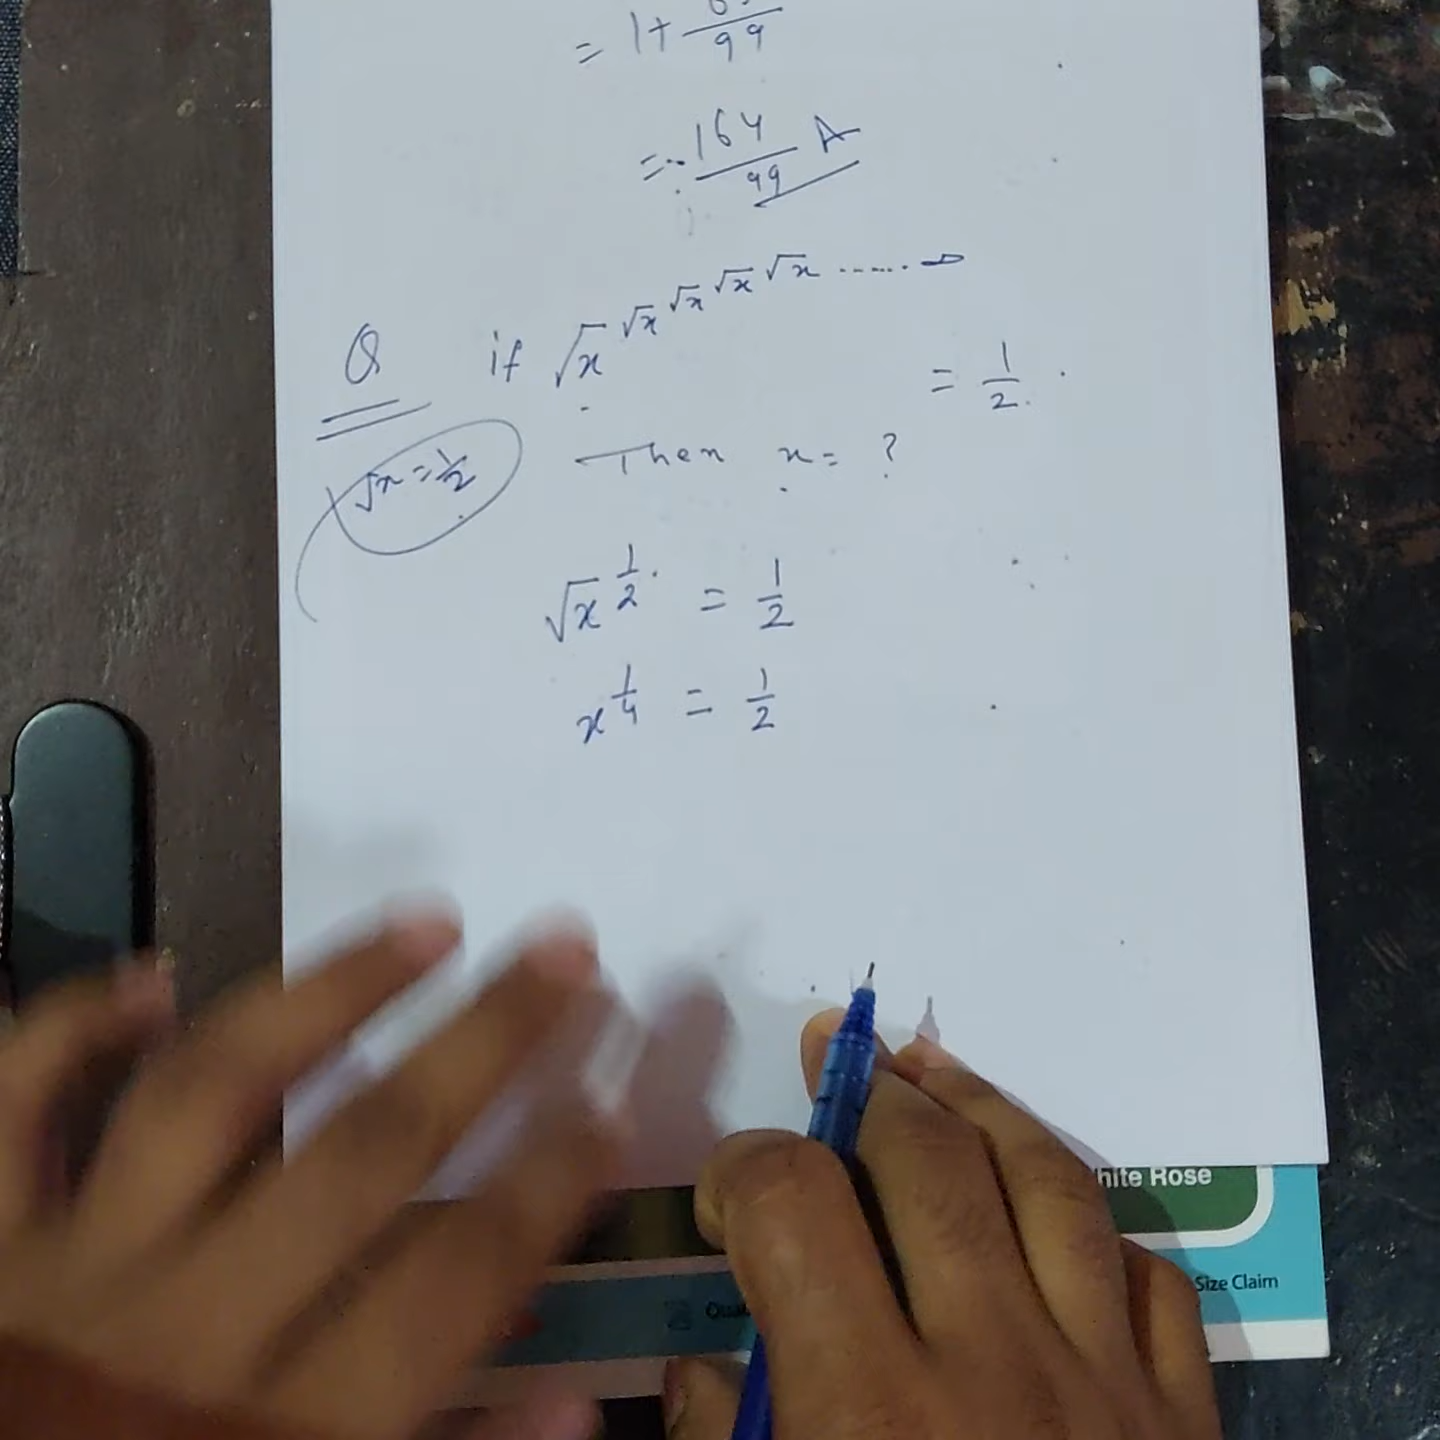 = 1 + /99
= 164/99 A
Q if √x^√x^√x^√x^√x ...... ∞ = 1/2.
√x = 1/2
Then x = ?
√x^1/2 = 1/2
x^1/4 = 1/2
hite Rose
Size Claim